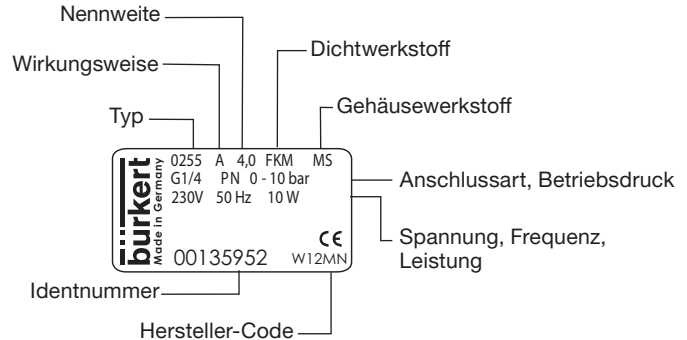 Nennweite
Dichtwerkstoff
Wirkungsweise
Gehäusewerkstoff
Typ
burkert
Made in Germany
0255 A 4,0 FKM MS
G1/4 PN 0 - 10 bar
230V 50 Hz 10 W
CE
00135952 W12MN
Anschlussart, Betriebsdruck
Spannung, Frequenz,
Leistung
Identnummer
Hersteller-Code